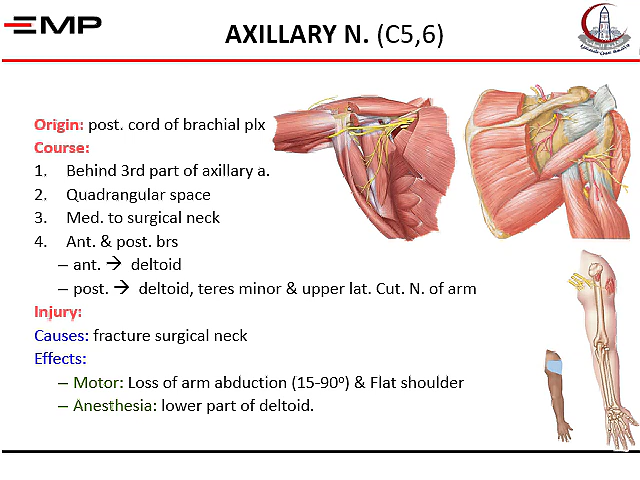 EMP
AXILLARY N. (C5,6)
Origin: post. cord of brachial plx
Course:
1. Behind 3rd part of axillary a.
2. Quadrangular space
3. Med. to surgical neck
4. Ant. & post. brs
– ant. → deltoid
– post. → deltoid, teres minor & upper lat. Cut. N. of arm
Injury:
Causes: fracture surgical neck
Effects:
– Motor: Loss of arm abduction (15-90º) & Flat shoulder
– Anesthesia: lower part of deltoid.